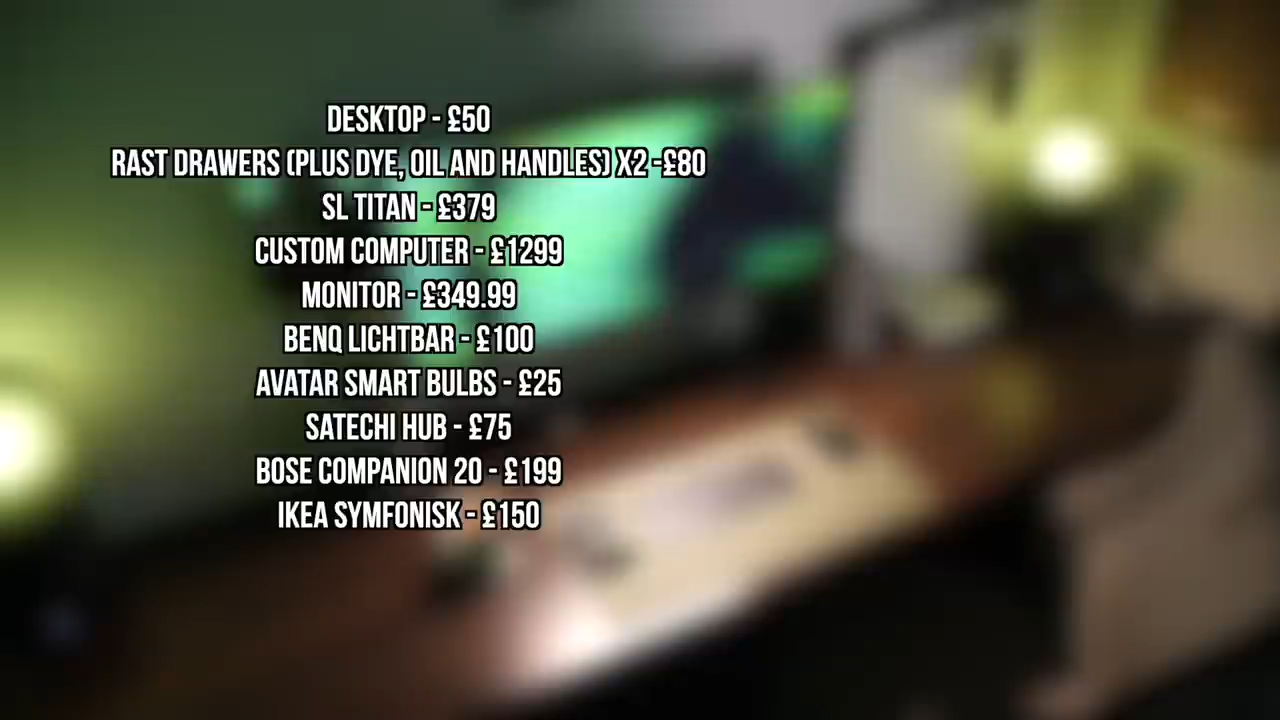 DESKTOP - £50
RAST DRAWERS (PLUS DYE, OIL AND HANDLES) X2 -£80
SL TITAN - £379
CUSTOM COMPUTER - £1299
MONITOR - £349.99
BENQ LICHTBAR - £100
AVATAR SMART BULBS - £25
SATECHI HUB - £75
BOSE COMPANION 20 - £199
IKEA SYMFONISK - £150